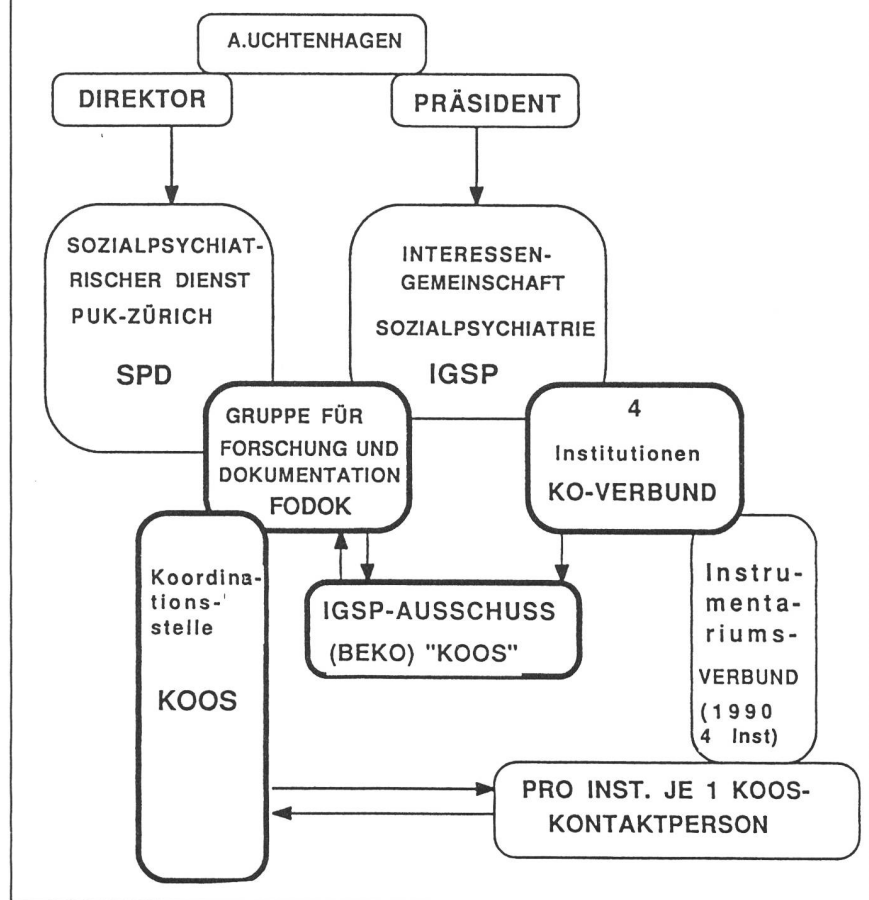 A.UCHTENHAGEN
DIREKTOR
PRÄSIDENT
SOZIALPSYCHIAT-
RISCHER DIENST
PUK-ZÜRICH
SPD
INTERESSEN-
GEMEINSCHAFT
SOZIALPSYCHIATRIE
IGSP
GRUPPE FÜR
FORSCHUNG UND
DOKUMENTATION
FODOK
4
Institutionen
KO-VERBUND
Koordina-
tions-
stelle
KOOS
IGSP-AUSSCHUSS
(BEKO) "KOOS"
Instru-
menta-
riums-
VERBUND
(1990
4 Inst)
PRO INST. JE 1 KOOS-
KONTAKTPERSON